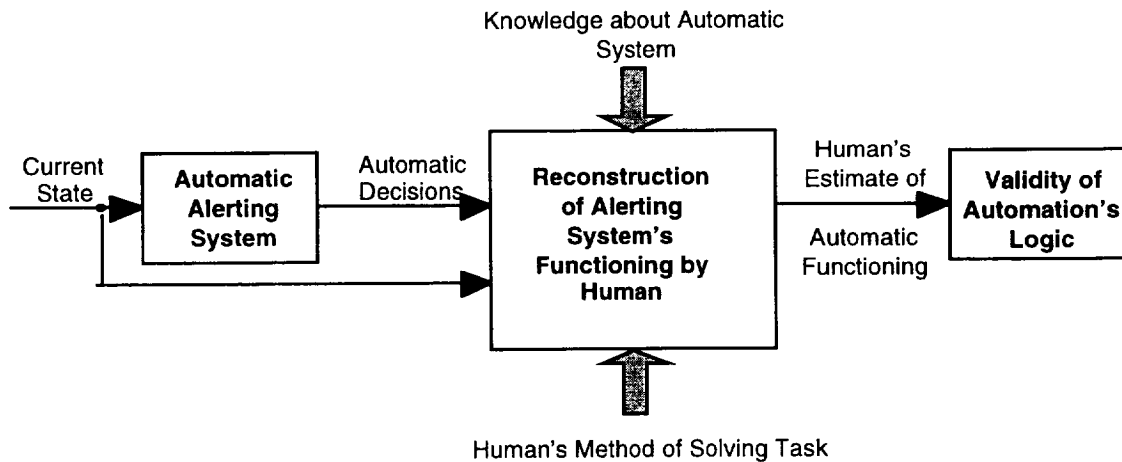 Knowledge about Automatic
System
Current
State
Automatic
Alerting
System
Automatic
Decisions
Reconstruction
of Alerting
System's
Functioning by
Human
Human's
Estimate of
Automatic
Functioning
Validity of
Automation's
Logic
Human's Method of Solving Task